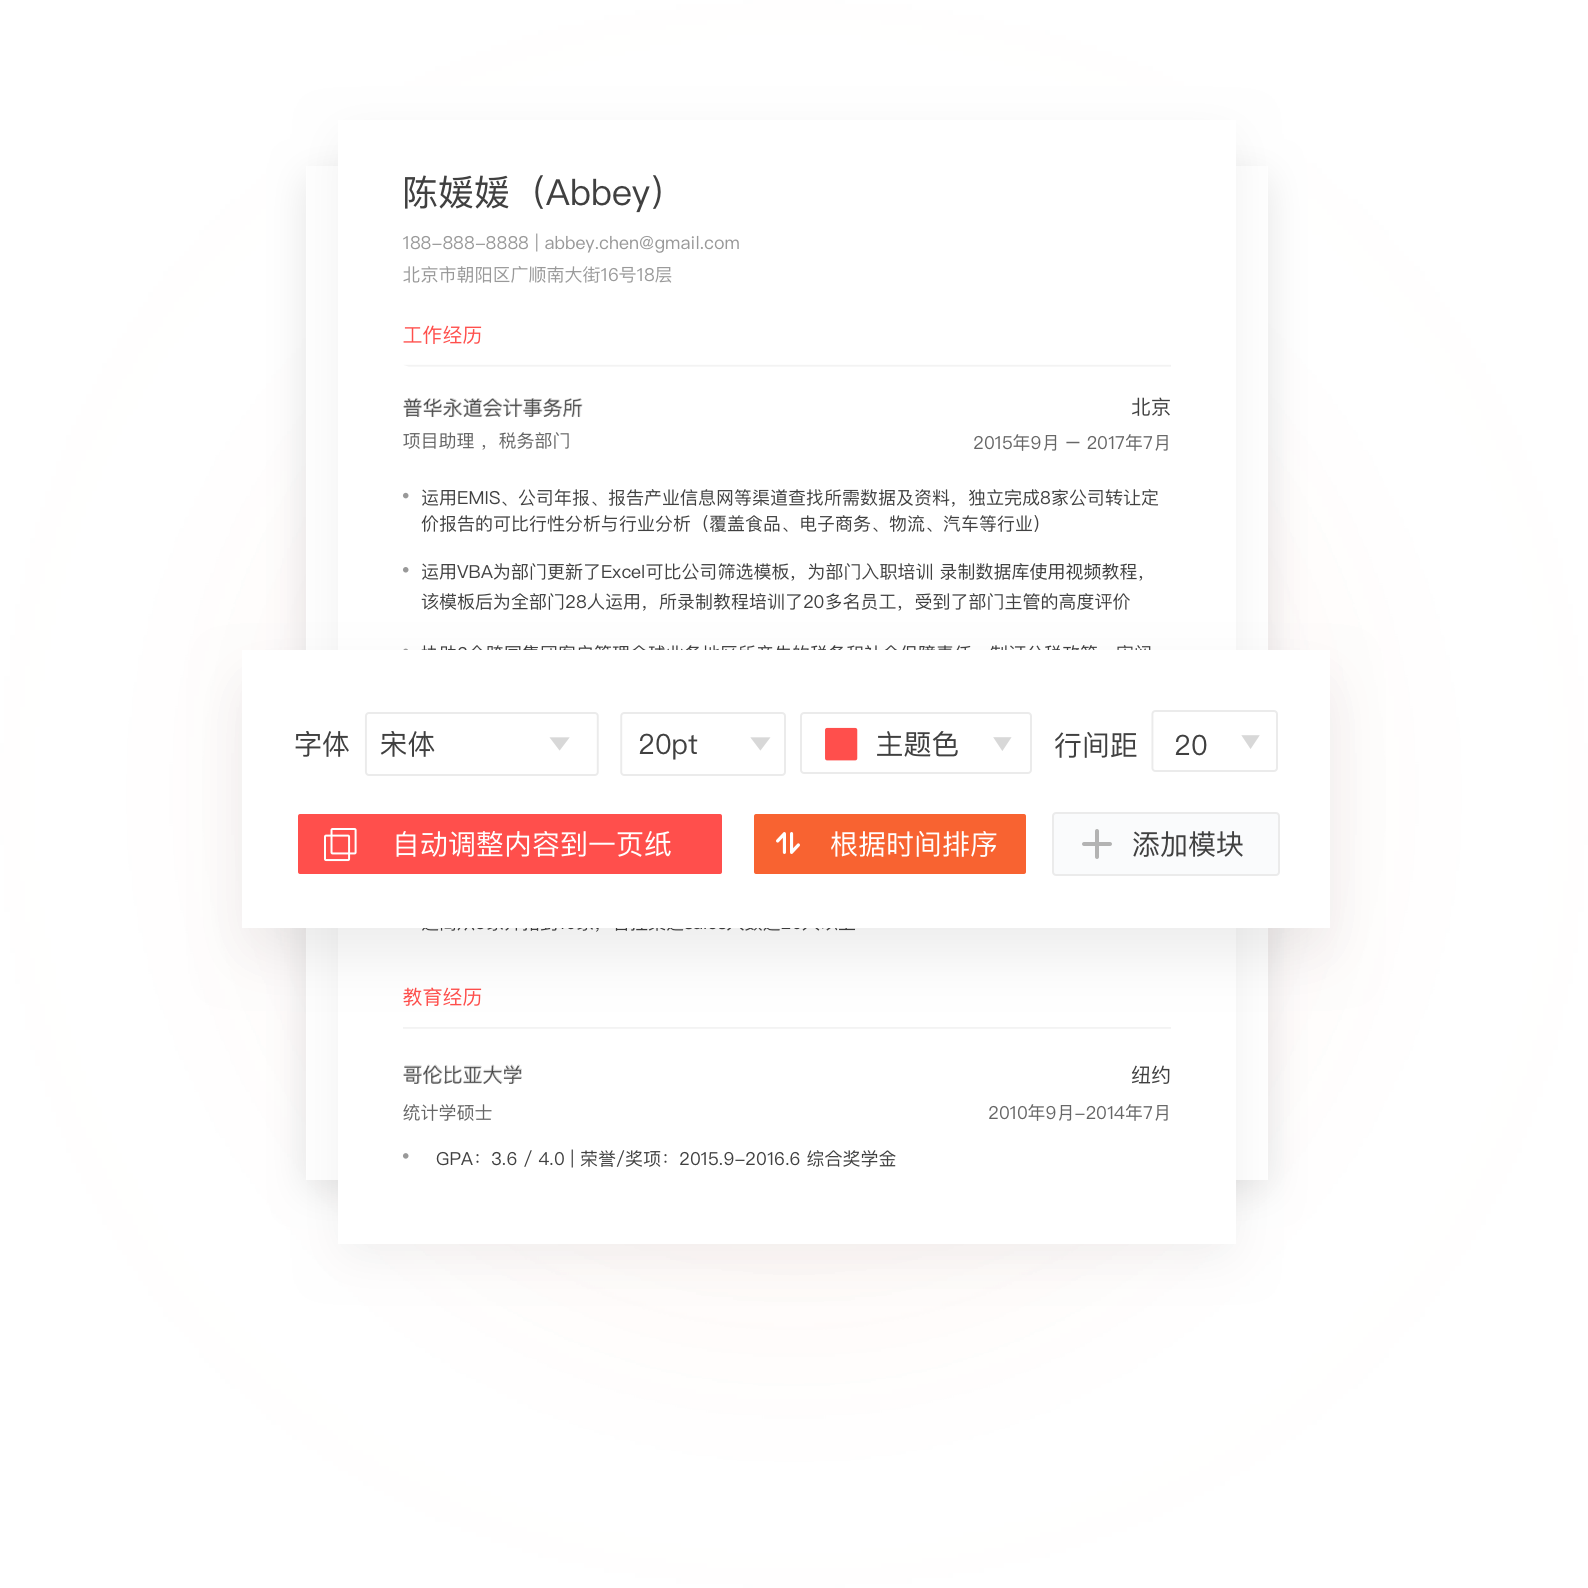 陈媛媛（Abbey）
188-888-8888 | abbey.chen@gmail.com
北京市朝阳区广顺南大街16号18层
工作经历
普华永道会计事务所 北京
项目助理 ，税务部门 2015年9月 — 2017年7月
• 运用EMIS、公司年报、报告产业信息网等渠道查找所需数据及资料，独立完成8家公司转让定
价报告的可比行性分析与行业分析（覆盖食品、电子商务、物流、汽车等行业）
• 运用VBA为部门更新了Excel可比公司筛选模板，为部门入职培训 录制数据库使用视频教程，
该模板后为全部门28人运用，所录制教程培训了20多名员工，受到了部门主管的高度评价
字体 宋体 20pt 主题色 行间距 20
自动调整内容到一页纸 根据时间排序 添加模块
教育经历
哥伦比亚大学 纽约
统计学硕士 2010年9月-2014年7月
• GPA：3.6 / 4.0 | 荣誉/奖项：2015.9-2016.6 综合奖学金